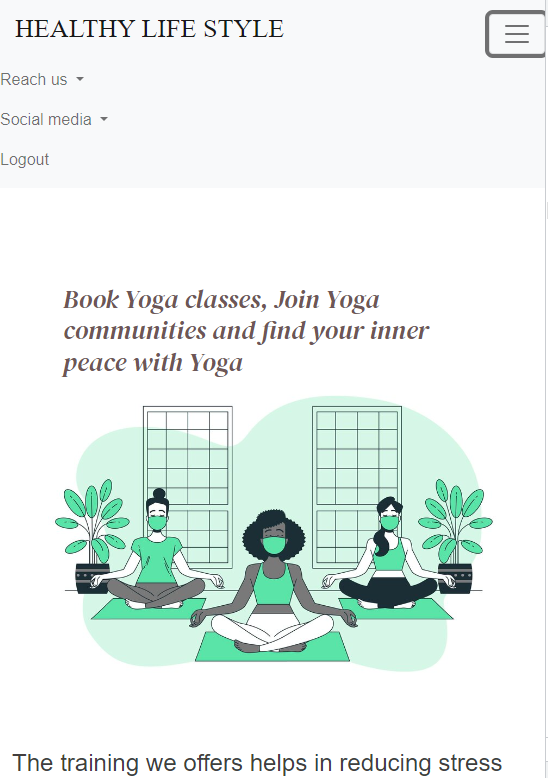 HEALTHY LIFE STYLE
Reach us
Social media
Logout
Book Yoga classes, Join Yoga
communities and find your inner
peace with Yoga
The training we offers helps in reducing stress